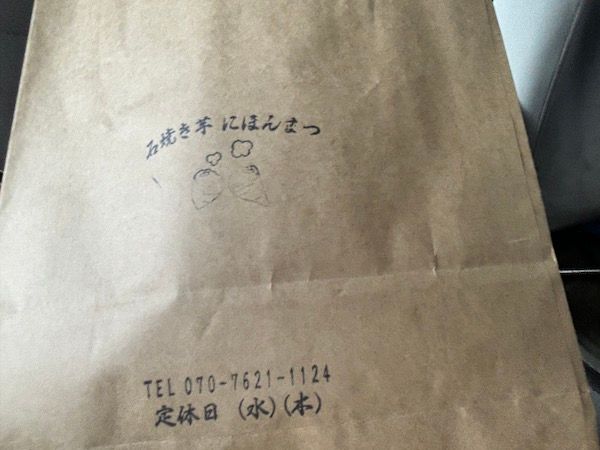 石焼き芋 にほんまつ
TEL 070-7621-1124
定休日 (水)(木)